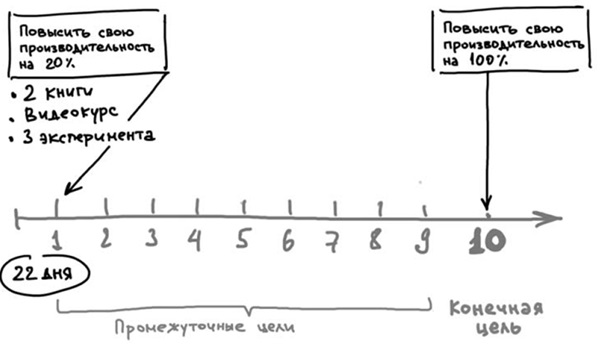 Повысить свою
производительность
на 20%
• 2 книги
• Видеокурс
• 3 эксперимента
Повысить свою
производительность
на 100%
1 2 3 4 5 6 7 8 9 10
22 дня
Промежуточные цели
Конечная
цель